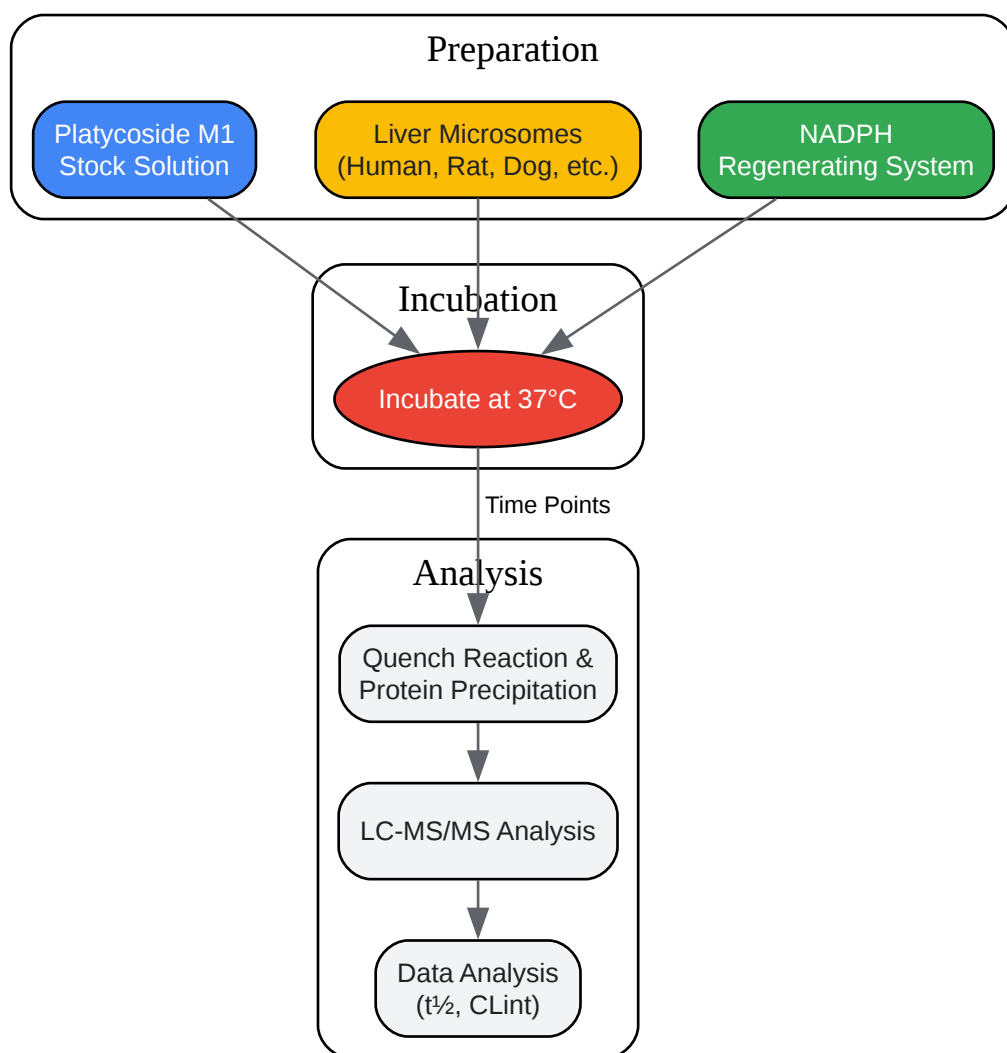 Preparation
Platycoside M1
Stock Solution
Liver Microsomes
(Human, Rat, Dog, etc.)
NADPH
Regenerating System
Incubation
Incubate at 37°C
Time Points
Analysis
Quench Reaction &
Protein Precipitation
LC-MS/MS Analysis
Data Analysis
(t½, CLint)